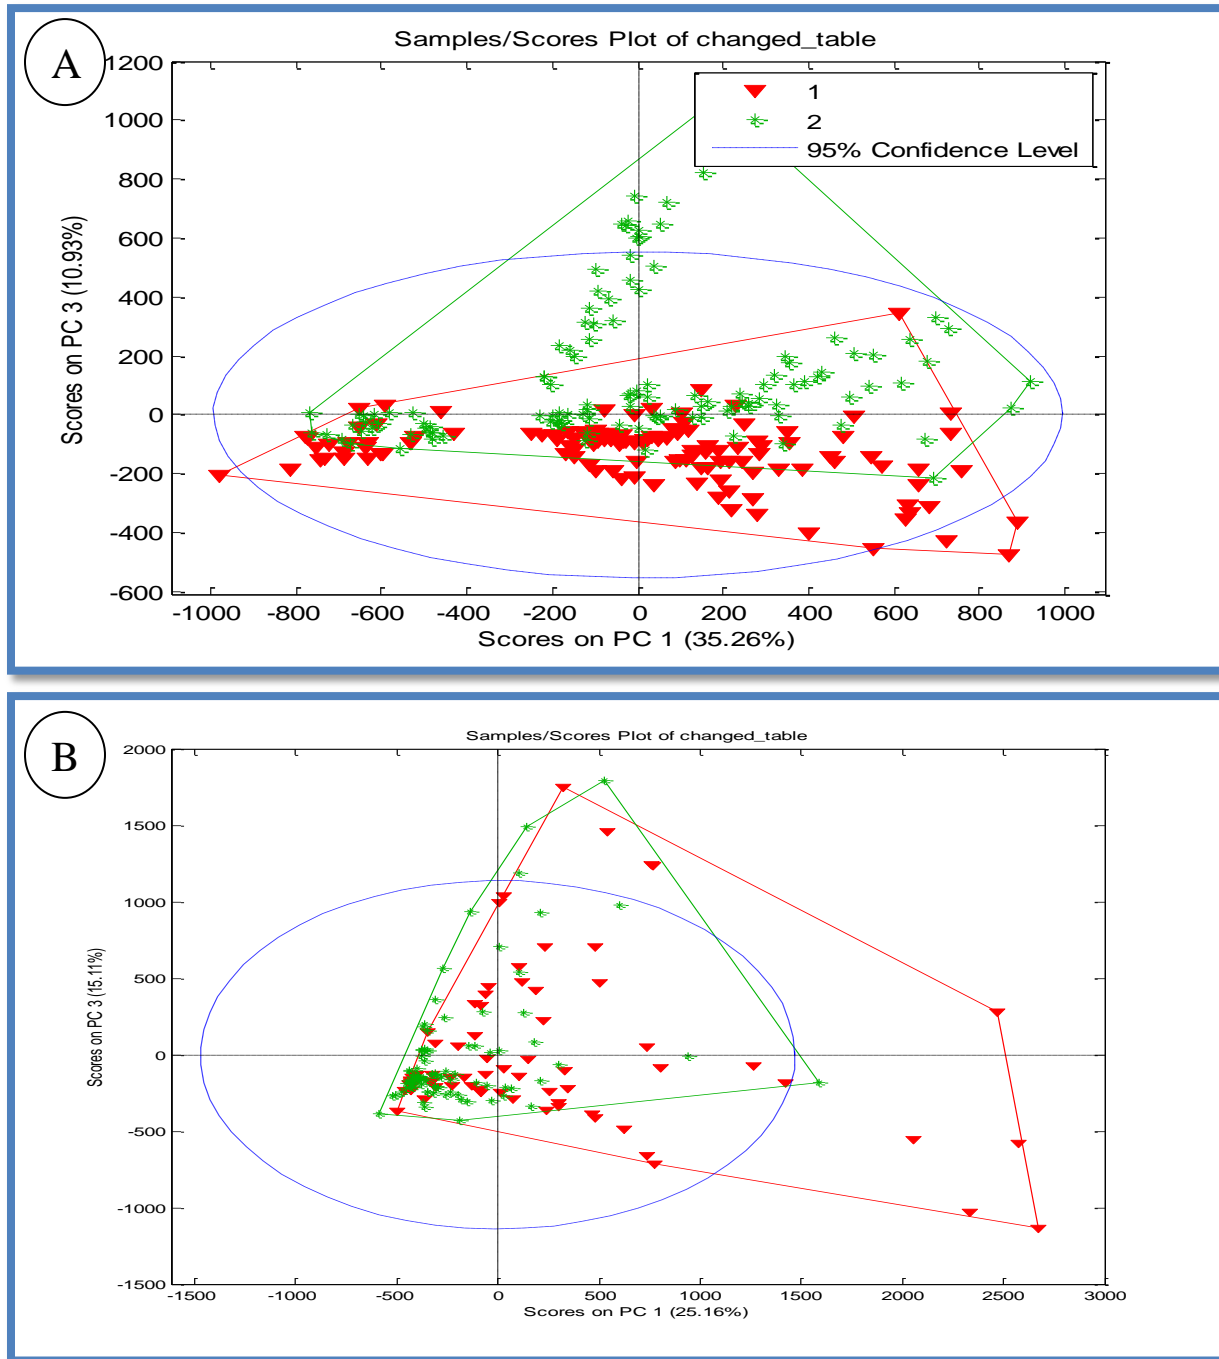 A
Samples/Scores Plot of changed_table
1200
1000
800
600
400
200
0
-200
-400
-600
Scores on PC 3 (10.93%)
1
2
95% Confidence Level
-1000 -800 -600 -400 -200 0 200 400 600 800 1000
Scores on PC 1 (35.26%)
B
Samples/Scores Plot of changed_table
2000
1500
1000
500
0
-500
-1000
-1500
Scores on PC 3 (15.11%)
-1500 -1000 -500 0 500 1000 1500 2000 2500 3000
Scores on PC 1 (25.16%)